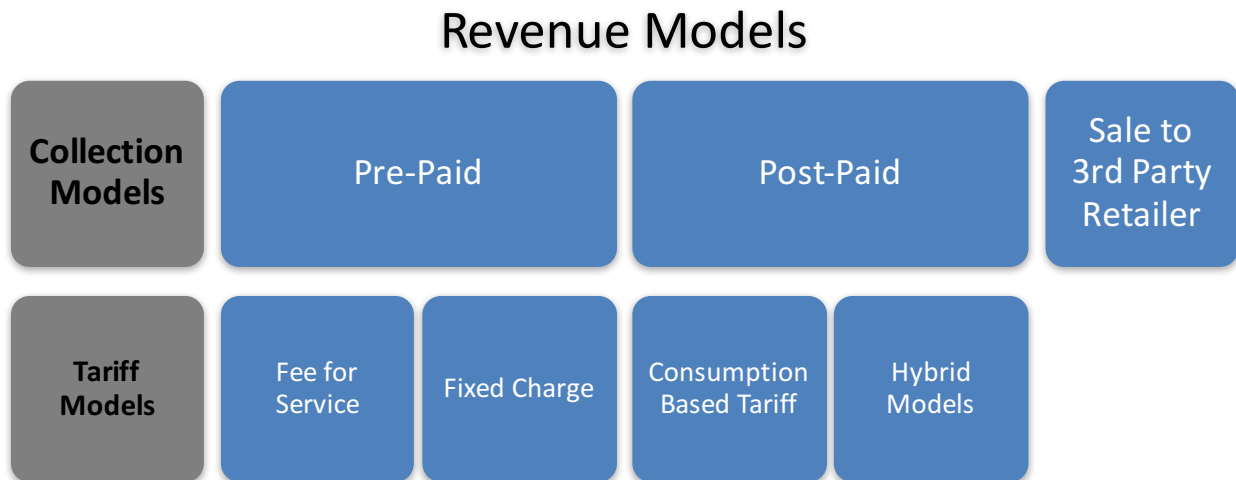 Revenue Models
Collection
Models
Pre-Paid
Post-Paid
Sale to
3rd Party
Retailer
Tariff
Models
Fee for
Service
Fixed Charge
Consumption
Based Tariff
Hybrid
Models